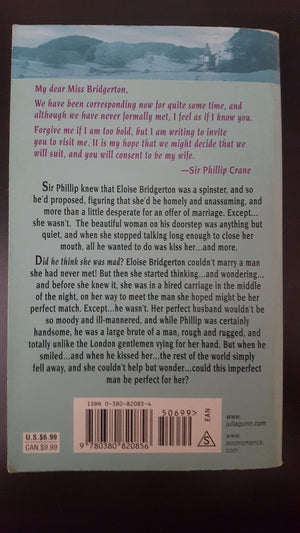 My dear Miss Bridgerton,
We have been corresponding now for quite some time, and
although we have never formally met, I feel as if I know you.
Forgive me if I am too bold, but I am writing to invite
you to visit me. It is my hope that we might decide that we
will suit, and you will consent to be my wife.
—Sir Phillip Crane
Sir Phillip knew that Eloise Bridgerton was a spinster, and so
he'd proposed, figuring that she'd be homely and unassuming, and
more than a little desperate for an offer of marriage. Except...
she wasn't. The beautiful woman on his doorstep was anything but
quiet, and when she stopped talking long enough to close her
mouth, all he wanted to do was kiss her...and more.
Did he think she was mad? Eloise Bridgerton couldn't marry a man
she had never met! But then she started thinking...and wondering...
and before she knew it, she was in a hired carriage in the middle
of the night, on her way to meet the man she hoped might be her
perfect match. Except...he wasn't. Her perfect husband wouldn't be
so moody and ill-mannered, and while Phillip was certainly
handsome, he was a large brute of a man, rough and rugged, and
totally unlike the London gentlemen vying for her hand. But when he
smiled...and when he kissed her...the rest of the world simply
fell away, and she couldn't help but wonder...could this imperfect
man be perfect for her?
ISBN 0-380-82085-4
50699>
EAN
9 780380 820856
S
U.S. $6.99
CAN. $9.99
www.
juliaquinn.com
www.
avonromance.
com